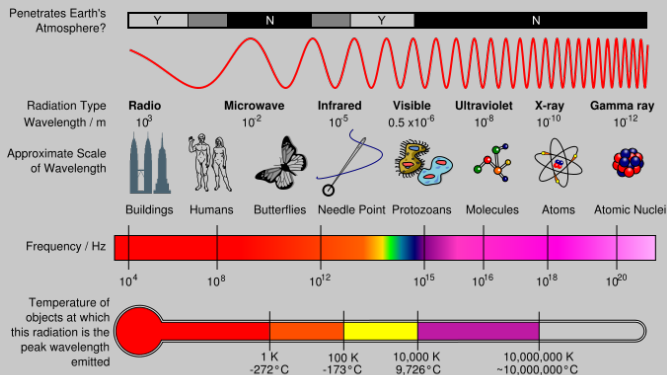 Penetrates Earth's
Atmosphere?
Y N Y N
Radiation Type
Radio Microwave Infrared Visible Ultraviolet X-ray Gamma ray
Wavelength / m
10³ 10⁻² 10⁵ 0.5 x10⁻⁶ 10⁻⁸ 10⁻¹⁰ 10⁻¹²
Approximate Scale
of Wavelength
Buildings Humans Butterflies Needle Point Protozoans Molecules Atoms Atomic Nuclei
Frequency / Hz
10⁴ 10⁸ 10¹² 10¹⁵ 10¹⁶ 10¹⁸ 10²⁰
Temperature of
objects at which
this radiation is the
peak wavelength
emitted
1 K 100 K 10,000 K 10,000,000 K
-272°C -173°C 9,726°C ~10,000,000°C